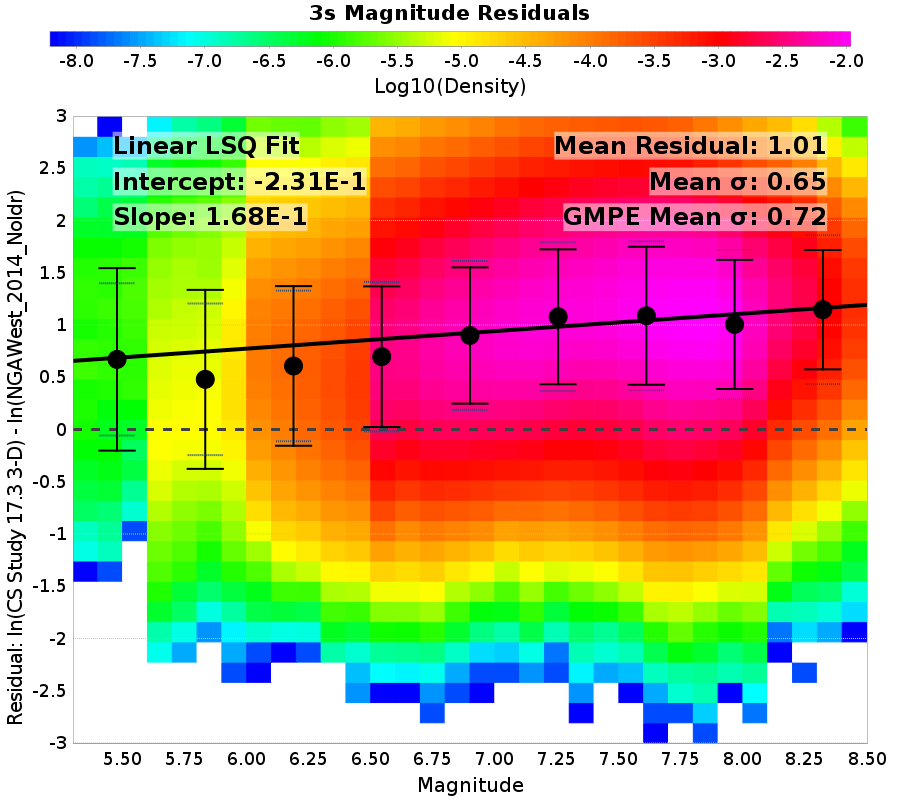 3s Magnitude Residuals
-8.0 -7.5 -7.0 -6.5 -6.0 -5.5 -5.0 -4.5 -4.0 -3.5 -3.0 -2.5 -2.0
Log10(Density)
Linear LSQ Fit
Intercept: -2.31E-1
Slope: 1.68E-1
Mean Residual: 1.01
Mean σ: 0.65
GMPE Mean σ: 0.72
Residual: ln(CS Study 17.3 3-D) - ln(NGAWest_2014_NoIdr)
3
2.5
2
1.5
1
0.5
0
-0.5
-1
-1.5
-2
-2.5
-3
5.50 5.75 6.00 6.25 6.50 6.75 7.00 7.25 7.50 7.75 8.00 8.25 8.50
Magnitude